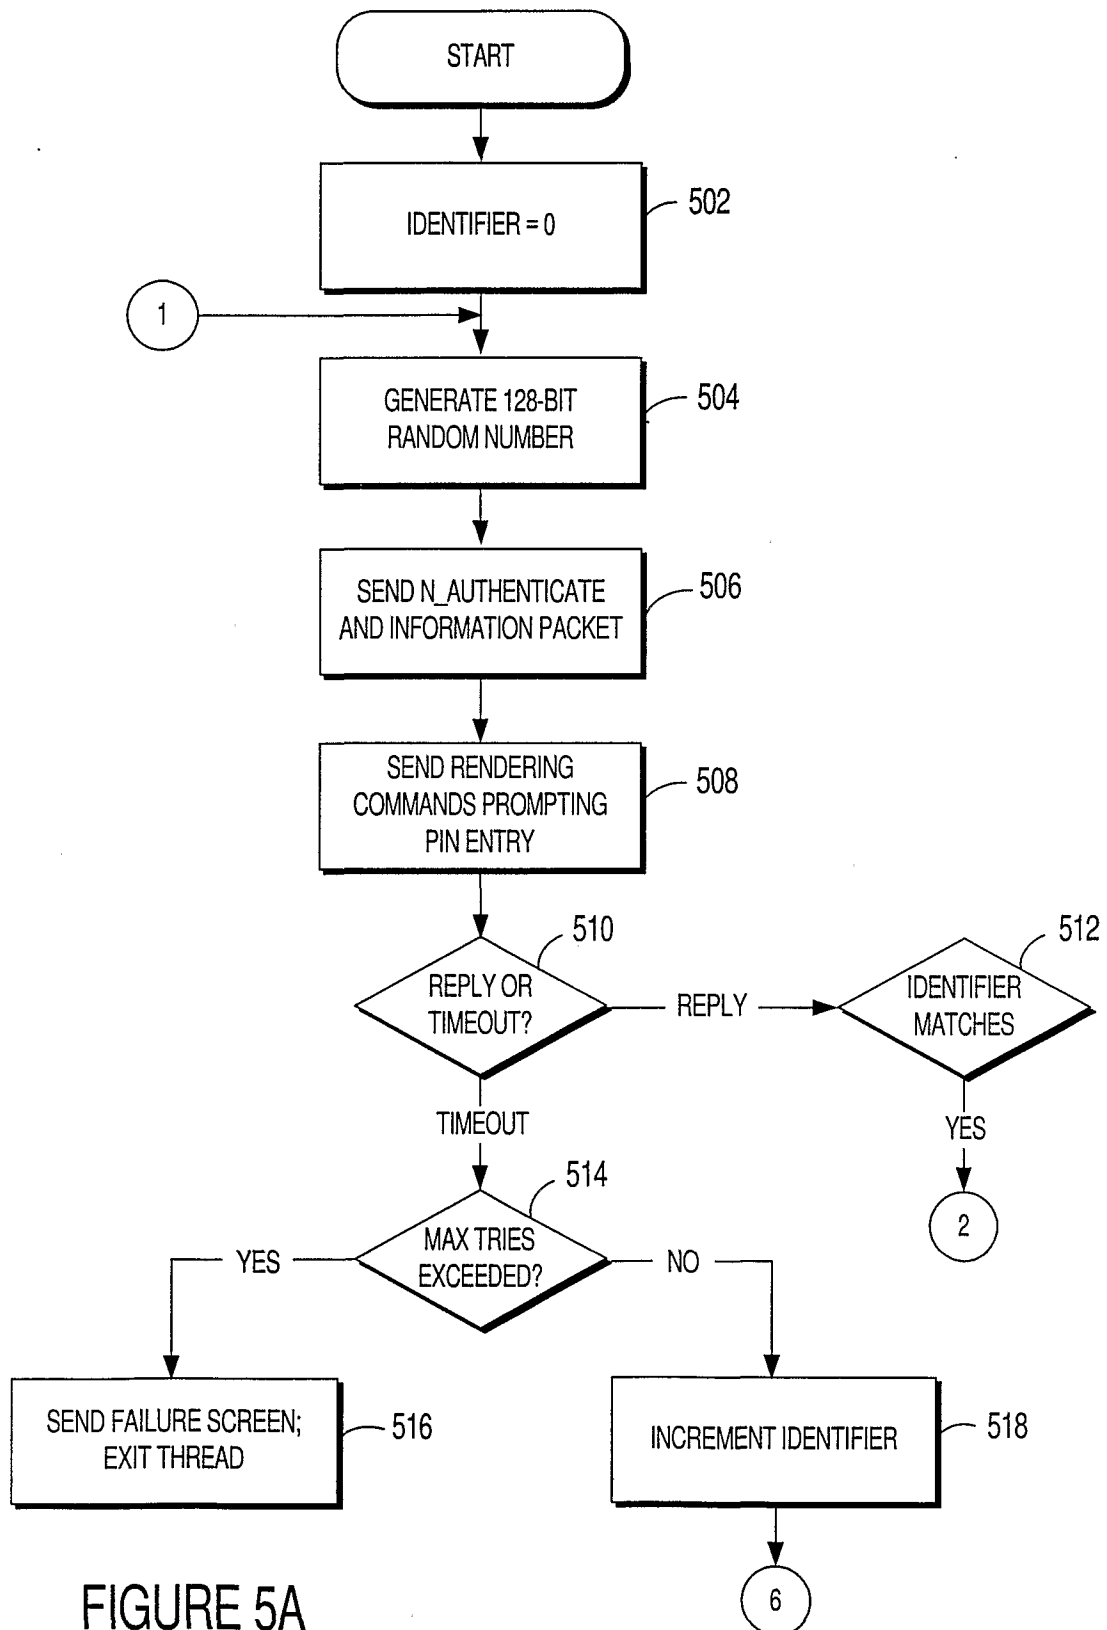 START
IDENTIFIER = 0
502
1
GENERATE 128-BIT
RANDOM NUMBER
504
SEND N_AUTHENTICATE
AND INFORMATION PACKET
506
SEND RENDERING
COMMANDS PROMPTING
PIN ENTRY
508
REPLY OR
TIMEOUT?
510
REPLY
IDENTIFIER
MATCHES
512
TIMEOUT
YES
2
MAX TRIES
EXCEEDED?
514
YES
NO
SEND FAILURE SCREEN;
EXIT THREAD
516
INCREMENT IDENTIFIER
518
6
FIGURE 5A